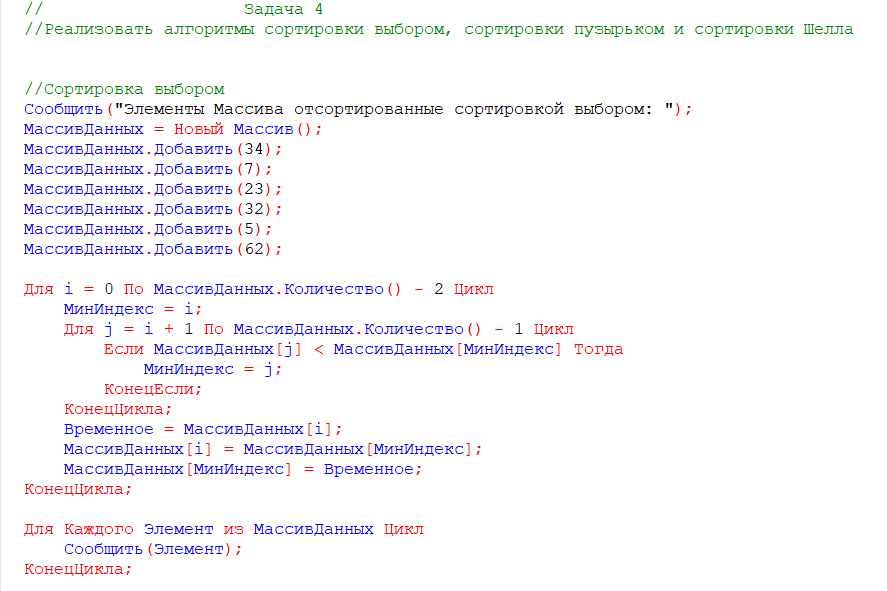 //                    Задача 4
//Реализовать алгоритмы сортировки выбором, сортировки пузырьком и сортировки Шелла
//Сортировка выбором
Сообщить("Элементы Массива отсортированные сортировкой выбором: ");
МассивДанных = Новый Массив();
МассивДанных.Добавить(34);
МассивДанных.Добавить(7);
МассивДанных.Добавить(23);
МассивДанных.Добавить(32);
МассивДанных.Добавить(5);
МассивДанных.Добавить(62);
Для i = 0 По МассивДанных.Количество() - 2 Цикл
    МинИндекс = i;
    Для j = i + 1 По МассивДанных.Количество() - 1 Цикл
        Если МассивДанных[j] < МассивДанных[МинИндекс] Тогда
            МинИндекс = j;
        КонецЕсли;
    КонецЦикла;
    Временное = МассивДанных[i];
    МассивДанных[i] = МассивДанных[МинИндекс];
    МассивДанных[МинИндекс] = Временное;
КонецЦикла;
Для Каждого Элемент из МассивДанных Цикл
    Сообщить(Элемент);
КонецЦикла;